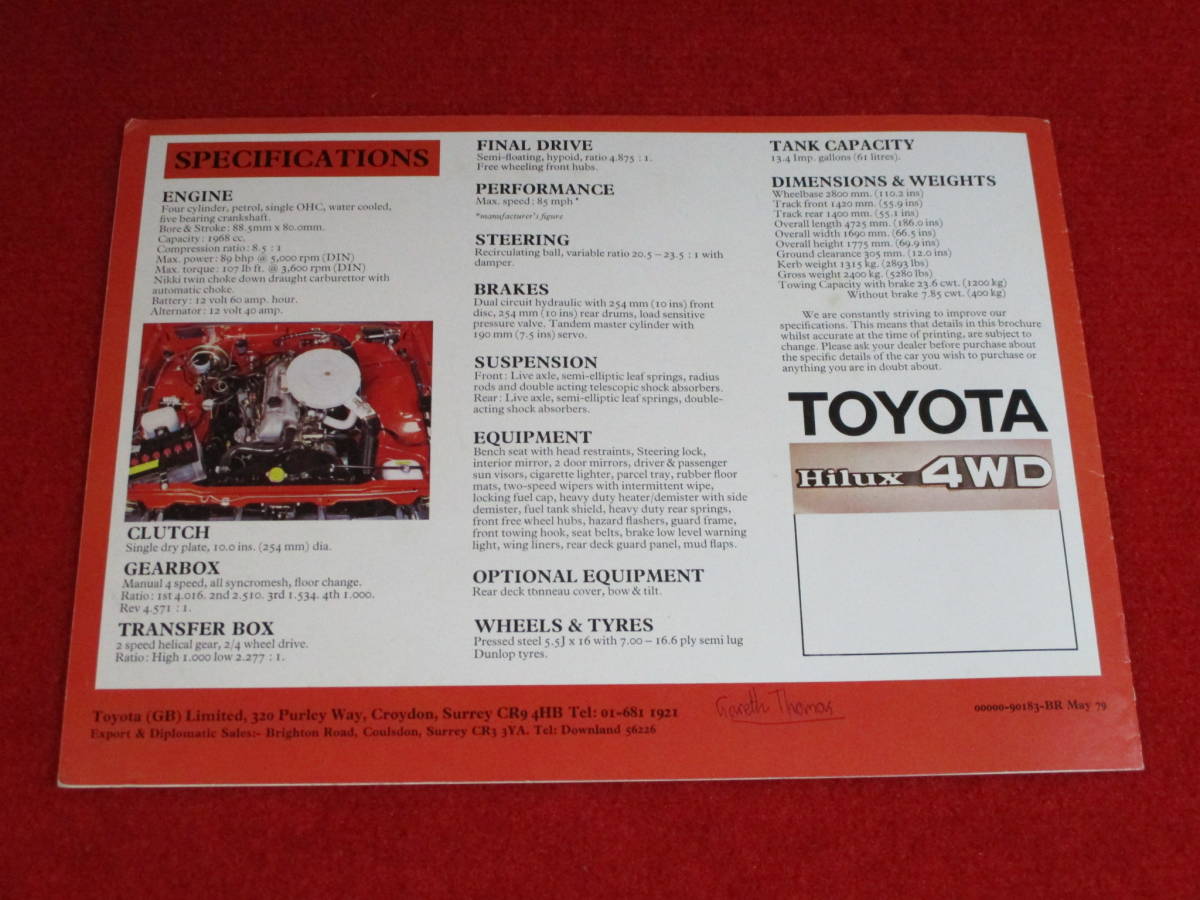 SPECIFICATIONS
ENGINE
Four cylinder, petrol, single OHC, water cooled,
five bearing crankshaft.
Bore & Stroke: 88.5mm x 80.0mm.
Capacity: 1968 cc.
Compression ratio: 8.5 : 1
Max. power: 89 bhp @ 5,000 rpm (DIN)
Max. torque: 107 lb ft. @ 3,600 rpm (DIN)
Nikki twin choke down draught carburettor with
automatic choke.
Battery: 12 volt 60 amp. hour.
Alternator: 12 volt 40 amp.
CLUTCH
Single dry plate, 10.0 ins. (254 mm) dia.
GEARBOX
Manual 4 speed, all syncromesh, floor change.
Ratio: 1st 4.016. 2nd 2.510. 3rd 1.534. 4th 1.000.
Rev 4.571 : 1.
TRANSFER BOX
2 speed helical gear, 2/4 wheel drive.
Ratio: High 1.000 low 2.277 : 1.
FINAL DRIVE
Semi-floating, hypoid, ratio 4.875 : 1.
Free wheeling front hubs.
PERFORMANCE
Max. speed: 85 mph*
*manufacturer's figure
STEERING
Recirculating ball, variable ratio 20.5 – 23.5 : 1 with
damper.
BRAKES
Dual circuit hydraulic with 254 mm (10 ins) front
disc, 254 mm (10 ins) rear drums, load sensitive
pressure valve. Tandem master cylinder with
190 mm (7.5 ins) servo.
SUSPENSION
Front: Live axle, semi-elliptic leaf springs, radius
rods and double acting telescopic shock absorbers.
Rear: Live axle, semi-elliptic leaf springs, double-
acting shock absorbers.
EQUIPMENT
Bench seat with head restraints, Steering lock,
interior mirror, 2 door mirrors, driver & passenger
sun visors, cigarette lighter, parcel tray, rubber floor
mats, two-speed wipers with intermittent wipe,
locking fuel cap, heavy duty heater/demister with side
demister, fuel tank shield, heavy duty rear springs,
front free wheel hubs, hazard flashers, guard frame,
front towing hook, seat belts, brake low level warning
light, wing liners, rear deck guard panel, mud flaps.
OPTIONAL EQUIPMENT
Rear deck tonneau cover, bow & tilt.
WHEELS & TYRES
Pressed steel 5.5J x 16 with 7.00 – 16.6 ply semi lug
Dunlop tyres.
TANK CAPACITY
13.4 Imp. gallons (61 litres).
DIMENSIONS & WEIGHTS
Wheelbase 2800 mm. (110.2 ins)
Track front 1420 mm. (55.9 ins)
Track rear 1400 mm. (55.1 ins)
Overall length 4725 mm. (186.0 ins)
Overall width 1690 mm. (66.5 ins)
Overall height 1775 mm. (69.9 ins)
Ground clearance 305 mm. (12.0 ins)
Kerb weight 1315 kg. (2893 lbs)
Gross weight 2400 kg. (5280 lbs)
Towing Capacity with brake 23.6 cwt. (1200 kg)
Without brake 7.85 cwt. (400 kg)
We are constantly striving to improve our
specifications. This means that details in this brochure
whilst accurate at the time of printing, are subject to
change. Please ask your dealer before purchase about
the specific details of the car you wish to purchase or
anything you are in doubt about.
TOYOTA
Hilux 4WD
Toyota (GB) Limited, 320 Purley Way, Croydon, Surrey CR9 4HB Tel: 01-681 1921
Export & Diplomatic Sales:- Brighton Road, Coulsdon, Surrey CR3 3YA. Tel: Downland 56226
Gareth Thomas
00000-90183-BR May 79